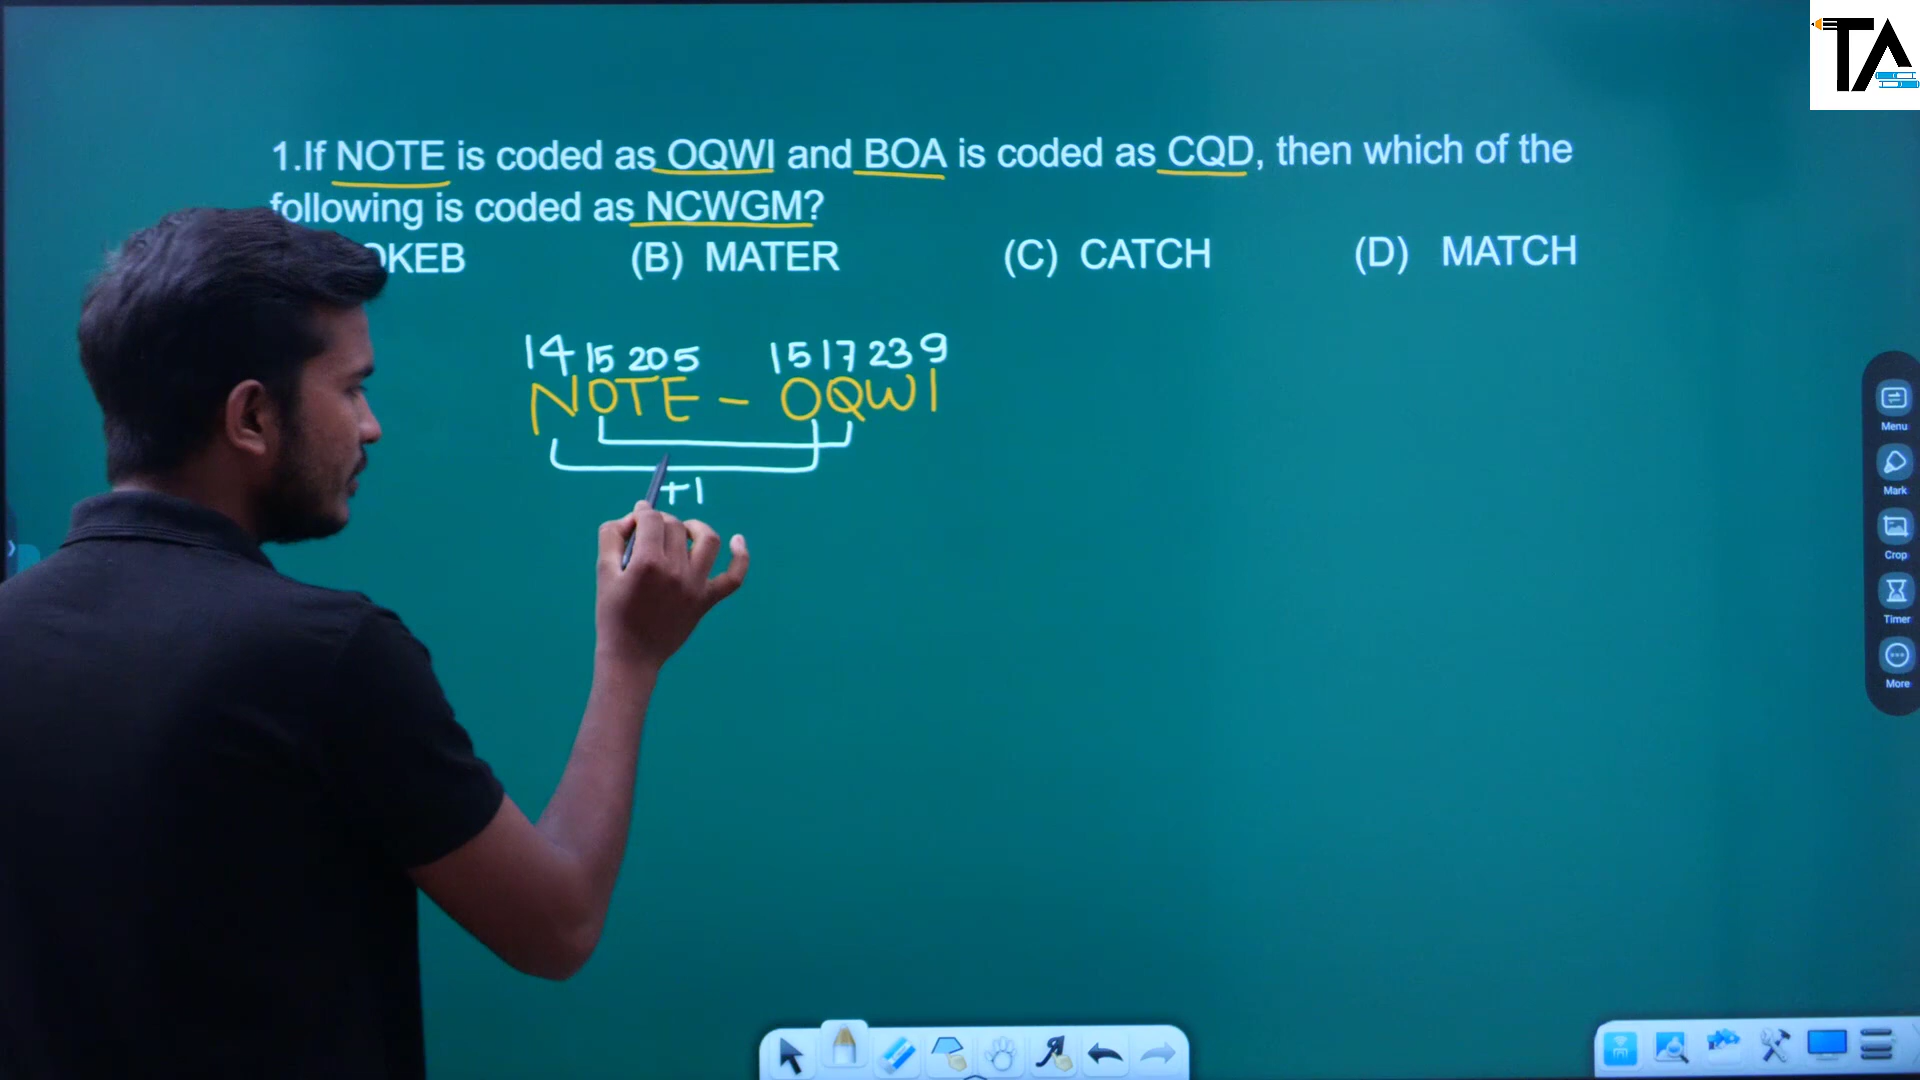 TA
1.If NOTE is coded as OQWI and BOA is coded as CQD, then which of the
following is coded as NCWGM?
OKEB (B) MATER (C) CATCH (D) MATCH
14 15 20 5 15 17 23 9
NOTE - OQWI
+1
Menu
Mark
Crop
Timer
More